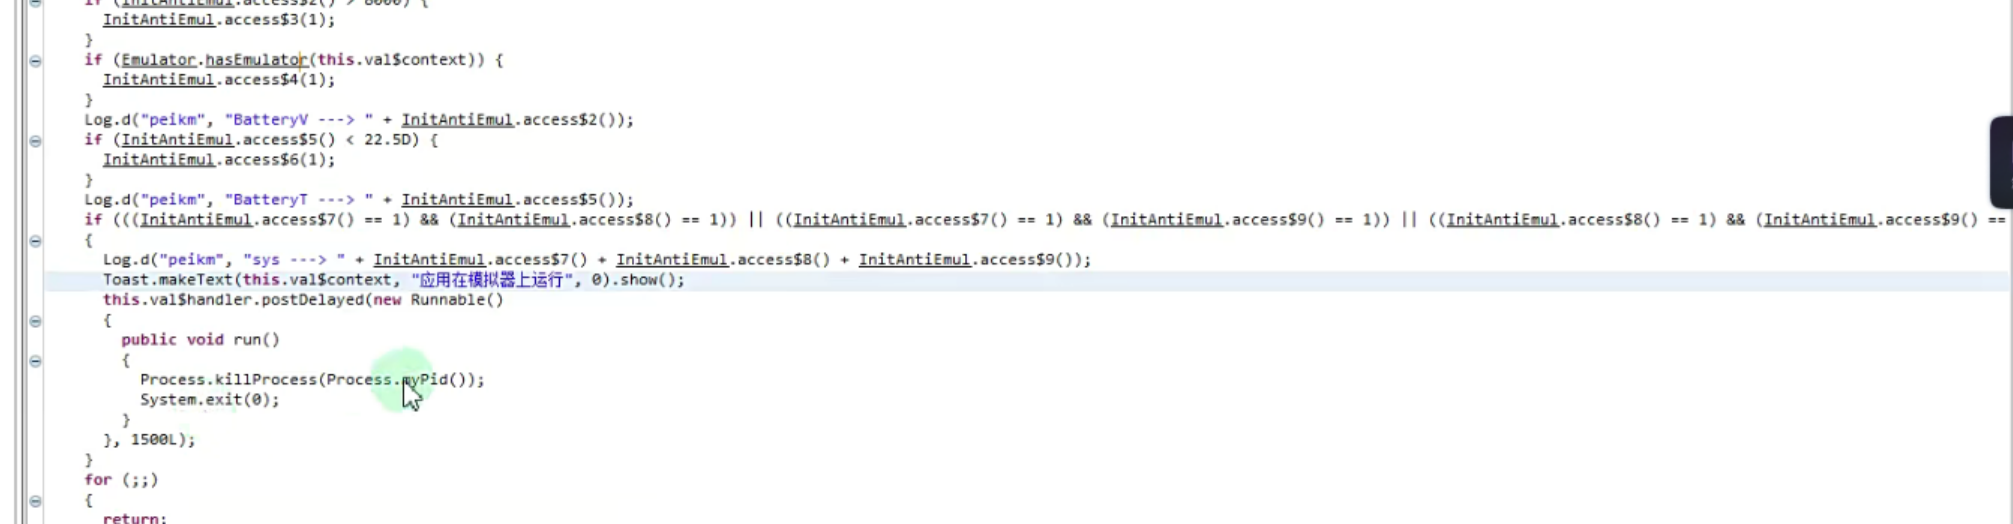 if (InitAntiEmul.access$2() > 8000) {
InitAntiEmul.access$3(1);
}
if (Emulator.hasEmulator(this.val$context)) {
InitAntiEmul.access$4(1);
}
Log.d("peikm", "BatteryV ---> " + InitAntiEmul.access$2());
if (InitAntiEmul.access$5() < 22.5D) {
InitAntiEmul.access$6(1);
}
Log.d("peikm", "BatteryT ---> " + InitAntiEmul.access$5());
if (((InitAntiEmul.access$7() == 1) && (InitAntiEmul.access$8() == 1)) || ((InitAntiEmul.access$7() == 1) && (InitAntiEmul.access$9() == 1)) || ((InitAntiEmul.access$8() == 1) && (InitAntiEmul.access$9() ==
{
Log.d("peikm", "sys ---> " + InitAntiEmul.access$7() + InitAntiEmul.access$8() + InitAntiEmul.access$9());
Toast.makeText(this.val$context, "应用在模拟器上运行", 0).show();
this.val$handler.postDelayed(new Runnable()
{
public void run()
{
Process.killProcess(Process.myPid());
System.exit(0);
}
}, 1500L);
}
for (;;)
{
return;